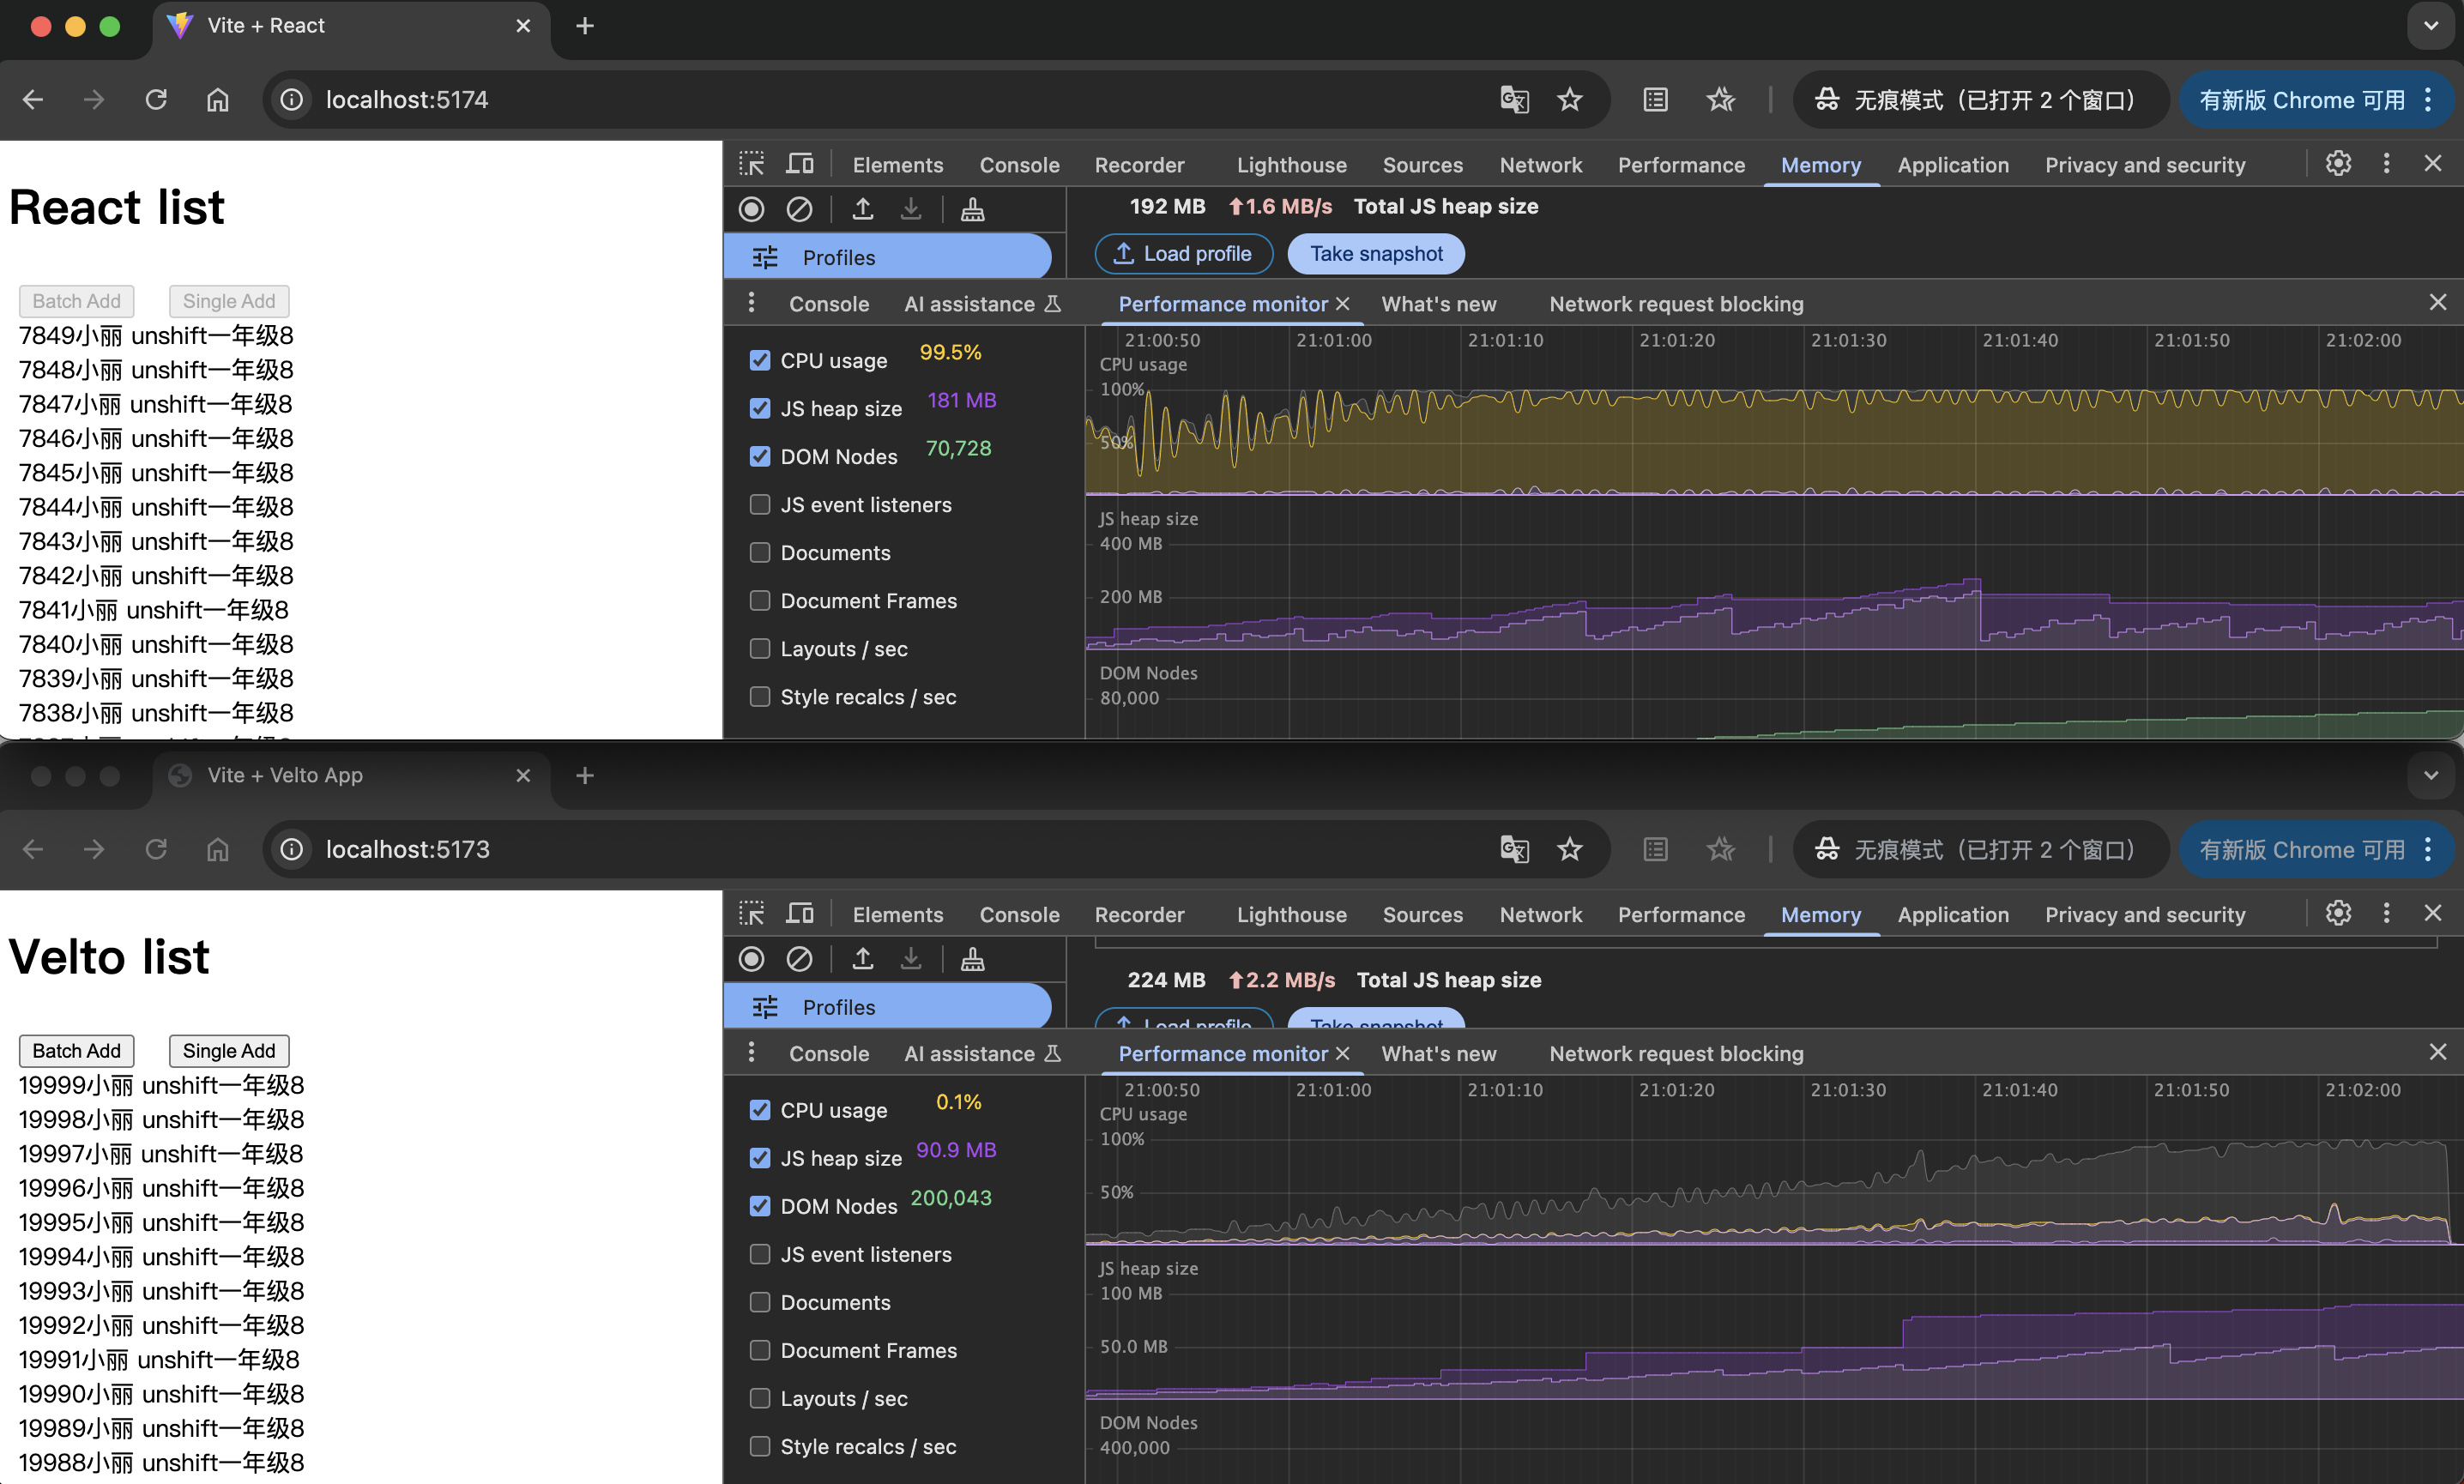 Vite + React
localhost:5174
无痕模式（已打开 2 个窗口）
有新版 Chrome 可用
React list
Batch Add
Single Add
7849小丽 unshift一年级8
7848小丽 unshift一年级8
7847小丽 unshift一年级8
7846小丽 unshift一年级8
7845小丽 unshift一年级8
7844小丽 unshift一年级8
7843小丽 unshift一年级8
7842小丽 unshift一年级8
7841小丽 unshift一年级8
7840小丽 unshift一年级8
7839小丽 unshift一年级8
7838小丽 unshift一年级8
Elements Console Recorder Lighthouse Sources Network Performance Memory Application Privacy and security
192 MB 1.6 MB/s Total JS heap size
Profiles
Load profile Take snapshot
Console AI assistance Performance monitor What's new Network request blocking
CPU usage 99.5%
JS heap size 181 MB
DOM Nodes 70,728
JS event listeners
Documents
Document Frames
Layouts / sec
Style recalcs / sec
21:00:50 21:01:00 21:01:10 21:01:20 21:01:30 21:01:40 21:01:50 21:02:00
CPU usage
100%
50%
JS heap size
400 MB
200 MB
DOM Nodes
80,000
Vite + Velto App
localhost:5173
无痕模式（已打开 2 个窗口）
有新版 Chrome 可用
Velto list
Batch Add
Single Add
19999小丽 unshift一年级8
19998小丽 unshift一年级8
19997小丽 unshift一年级8
19996小丽 unshift一年级8
19995小丽 unshift一年级8
19994小丽 unshift一年级8
19993小丽 unshift一年级8
19992小丽 unshift一年级8
19991小丽 unshift一年级8
19990小丽 unshift一年级8
19989小丽 unshift一年级8
19988小丽 unshift一年级8
Elements Console Recorder Lighthouse Sources Network Performance Memory Application Privacy and security
224 MB 2.2 MB/s Total JS heap size
Profiles
Load profile Take snapshot
Console AI assistance Performance monitor What's new Network request blocking
CPU usage 0.1%
JS heap size 90.9 MB
DOM Nodes 200,043
JS event listeners
Documents
Document Frames
Layouts / sec
Style recalcs / sec
21:00:50 21:01:00 21:01:10 21:01:20 21:01:30 21:01:40 21:01:50 21:02:00
CPU usage
100%
50%
JS heap size
100 MB
50.0 MB
DOM Nodes
400,000